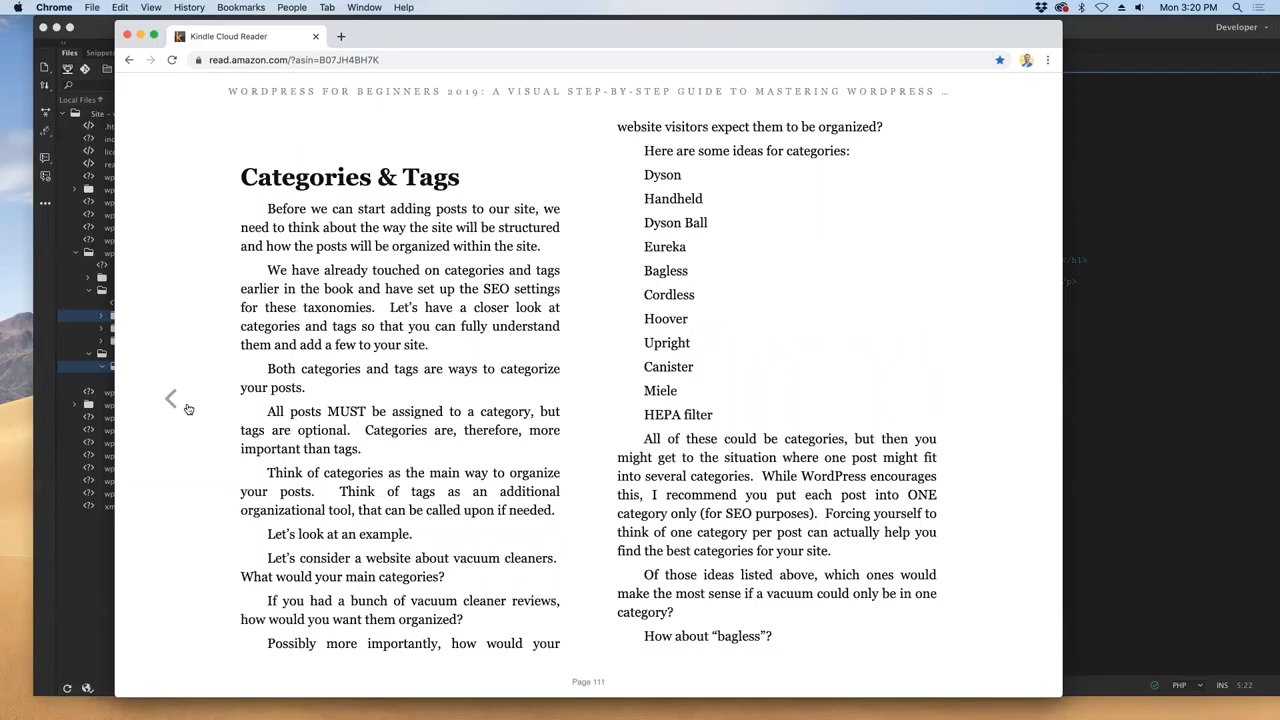 Chrome File Edit View History Bookmarks People Tab Window Help Mon 3:20 PM
Developer
Kindle Cloud Reader
Files Snippets
read.amazon.com/?asin=B07JH4BH7K
Local Files
Site -
WORDPRESS FOR BEGINNERS 2019: A VISUAL STEP-BY-STEP GUIDE TO MASTERING WORDPRESS ...
Categories & Tags
Before we can start adding posts to our site, we
need to think about the way the site will be structured
and how the posts will be organized within the site.
We have already touched on categories and tags
earlier in the book and have set up the SEO settings
for these taxonomies. Let's have a closer look at
categories and tags so that you can fully understand
them and add a few to your site.
Both categories and tags are ways to categorize
your posts.
All posts MUST be assigned to a category, but
tags are optional. Categories are, therefore, more
important than tags.
Think of categories as the main way to organize
your posts. Think of tags as an additional
organizational tool, that can be called upon if needed.
Let's look at an example.
Let's consider a website about vacuum cleaners.
What would your main categories?
If you had a bunch of vacuum cleaner reviews,
how would you want them organized?
Possibly more importantly, how would your
website visitors expect them to be organized?
Here are some ideas for categories:
Dyson
Handheld
Dyson Ball
Eureka
Bagless
Cordless
Hoover
Upright
Canister
Miele
HEPA filter
All of these could be categories, but then you
might get to the situation where one post might fit
into several categories. While WordPress encourages
this, I recommend you put each post into ONE
category only (for SEO purposes). Forcing yourself to
think of one category per post can actually help you
find the best categories for your site.
Of those ideas listed above, which ones would
make the most sense if a vacuum could only be in one
category?
How about “bagless”?
Page 111
</h1>
PHP INS 5:22